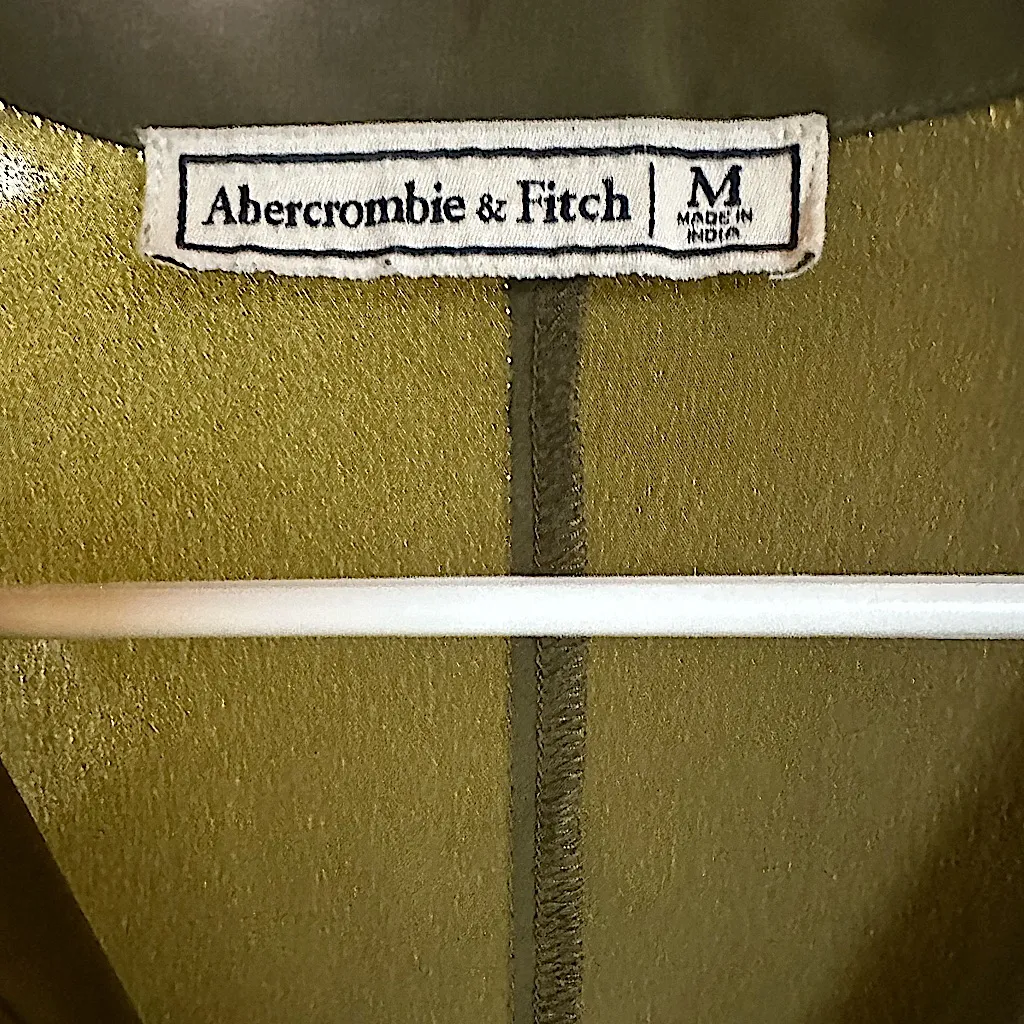 Abercrombie & Fitch
M
MADE IN
INDIA